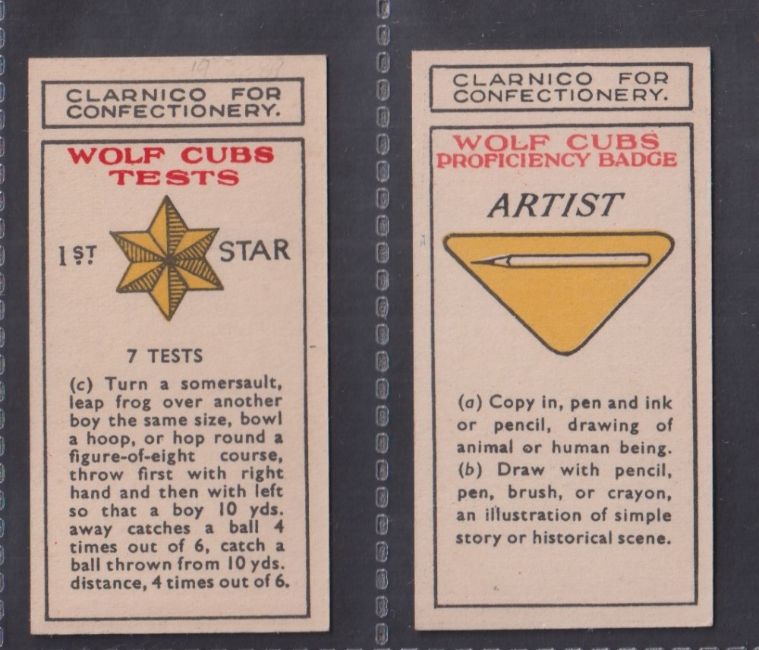 CLARNICO FOR
CONFECTIONERY.
WOLF CUBS
TESTS
1ST STAR
7 TESTS
(c) Turn a somersault,
leap frog over another
boy the same size, bowl
a hoop, or hop round a
figure-of-eight course,
throw first with right
hand and then with left
so that a boy 10 yds.
away catches a ball 4
times out of 6, catch a
ball thrown from 10 yds.
distance, 4 times out of 6.
CLARNICO FOR
CONFECTIONERY.
WOLF CUBS
PROFICIENCY BADGE
ARTIST
(a) Copy in, pen and ink
or pencil, drawing of
animal or human being.
(b) Draw with pencil,
pen, brush, or crayon,
an illustration of simple
story or historical scene.